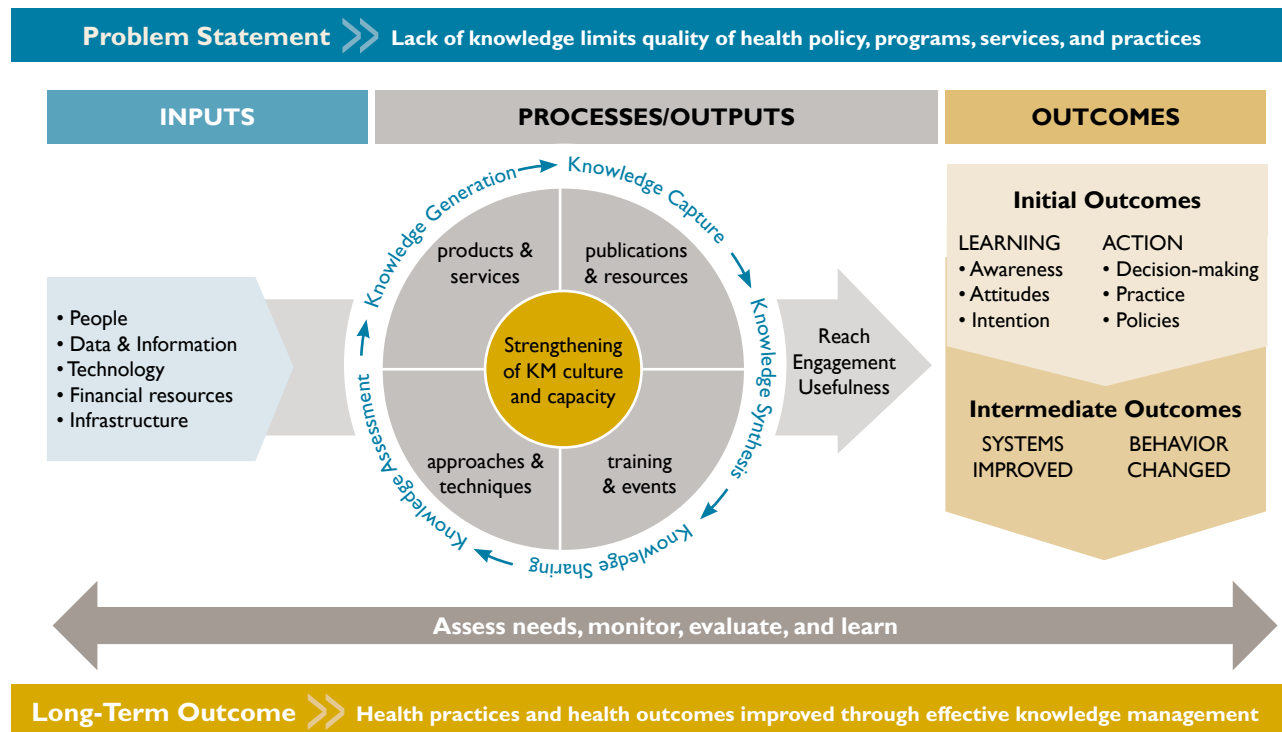 Problem Statement >> Lack of knowledge limits quality of health policy, programs, services, and practices
INPUTS
PROCESSES/OUTPUTS
OUTCOMES
• People
• Data & Information
• Technology
• Financial resources
• Infrastructure
Knowledge Generation
Knowledge Capture
Knowledge Synthesis
Knowledge Sharing
Knowledge Assessment
products &
services
publications
& resources
Strengthening
of KM culture
and capacity
approaches &
techniques
training
& events
Reach
Engagement
Usefulness
Initial Outcomes
LEARNING
• Awareness
• Attitudes
• Intention
ACTION
• Decision-making
• Practice
• Policies
Intermediate Outcomes
SYSTEMS
IMPROVED
BEHAVIOR
CHANGED
Assess needs, monitor, evaluate, and learn
Long-Term Outcome >> Health practices and health outcomes improved through effective knowledge management